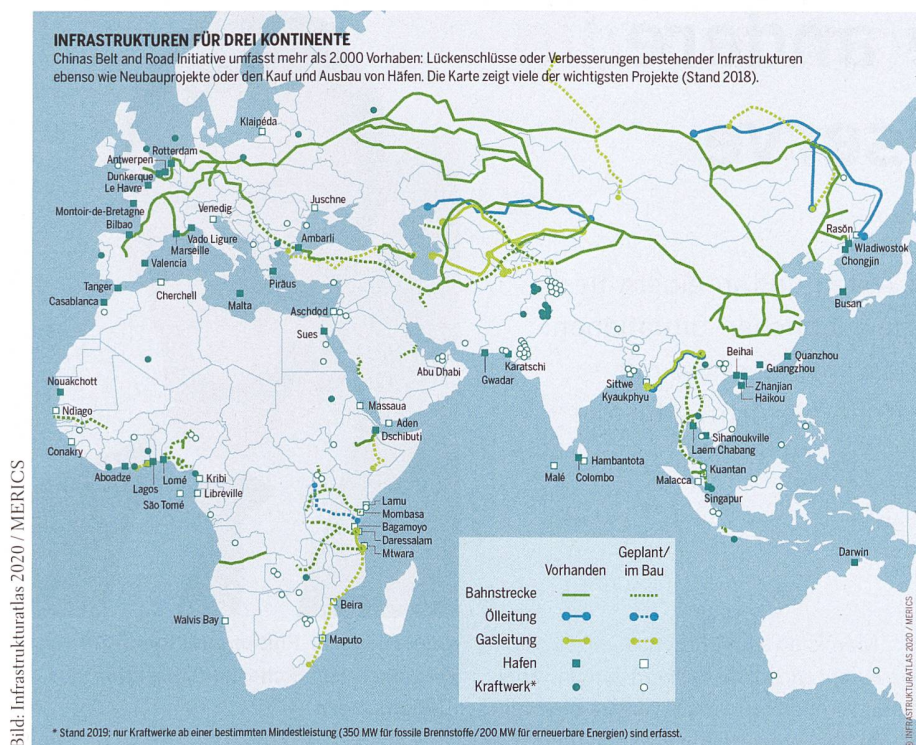 INFRASTRUKTUREN FÜR DREI KONTINENTE
Chinas Belt and Road Initiative umfasst mehr als 2.000 Vorhaben: Lückenschlüsse oder Verbesserungen bestehender Infrastrukturen
ebenso wie Neubauprojekte oder den Kauf und Ausbau von Häfen. Die Karte zeigt viele der wichtigsten Projekte (Stand 2018).
Klaipėda
Rotterdam
Antwerpen
Dunkerque
Le Havre
Montoir-de-Bretagne
Bilbao
Venedig
Juschne
Vado Ligure
Marseille
Ambarli
Valencia
Piräus
Tanger
Casablanca
Cherchell
Malta
Aschdod
Sues
Abu Dhabi
Gwadar
Karatschi
Rasŏn
Wladiwostok
Chongjin
Busan
Beihai
Quanzhou
Guangzhou
Zhanjian
Haikou
Sittwe
Kyaukphyu
Nouakchott
Ndiago
Conakry
Massaua
Aden
Dschibuti
Aboadze
Lagos
Lomé
Kribi
Libreville
São Tomé
Malé
Hambantota
Colombo
Sihanoukville
Laem Chabang
Kuantan
Malacca
Singapur
Lamu
Mombasa
Bagamoyo
Daressalam
Mtwara
Beira
Maputo
Walvis Bay
Darwin
Vorhanden
Geplant/
im Bau
Bahnstrecke
Ölleitung
Gasleitung
Hafen
Kraftwerk*
* Stand 2019; nur Kraftwerke ab einer bestimmten Mindestleistung (350 MW für fossile Brennstoffe/200 MW für erneuerbare Energien) sind erfasst.
INFRASTRUKTURATLAS 2020 / MERICS
Bild: Infrastrukturatlas 2020 / MERICS